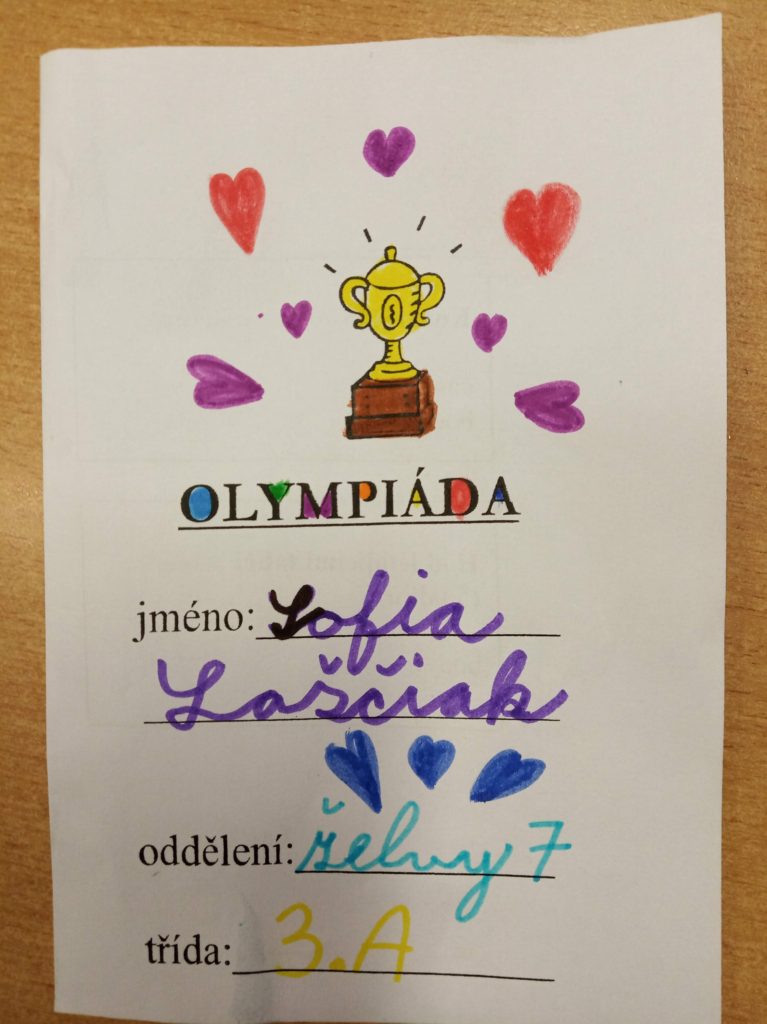 OLYMPIÁDA
jméno: Sofia
Laščiak
oddělení: želvy 7
třída: 3.A